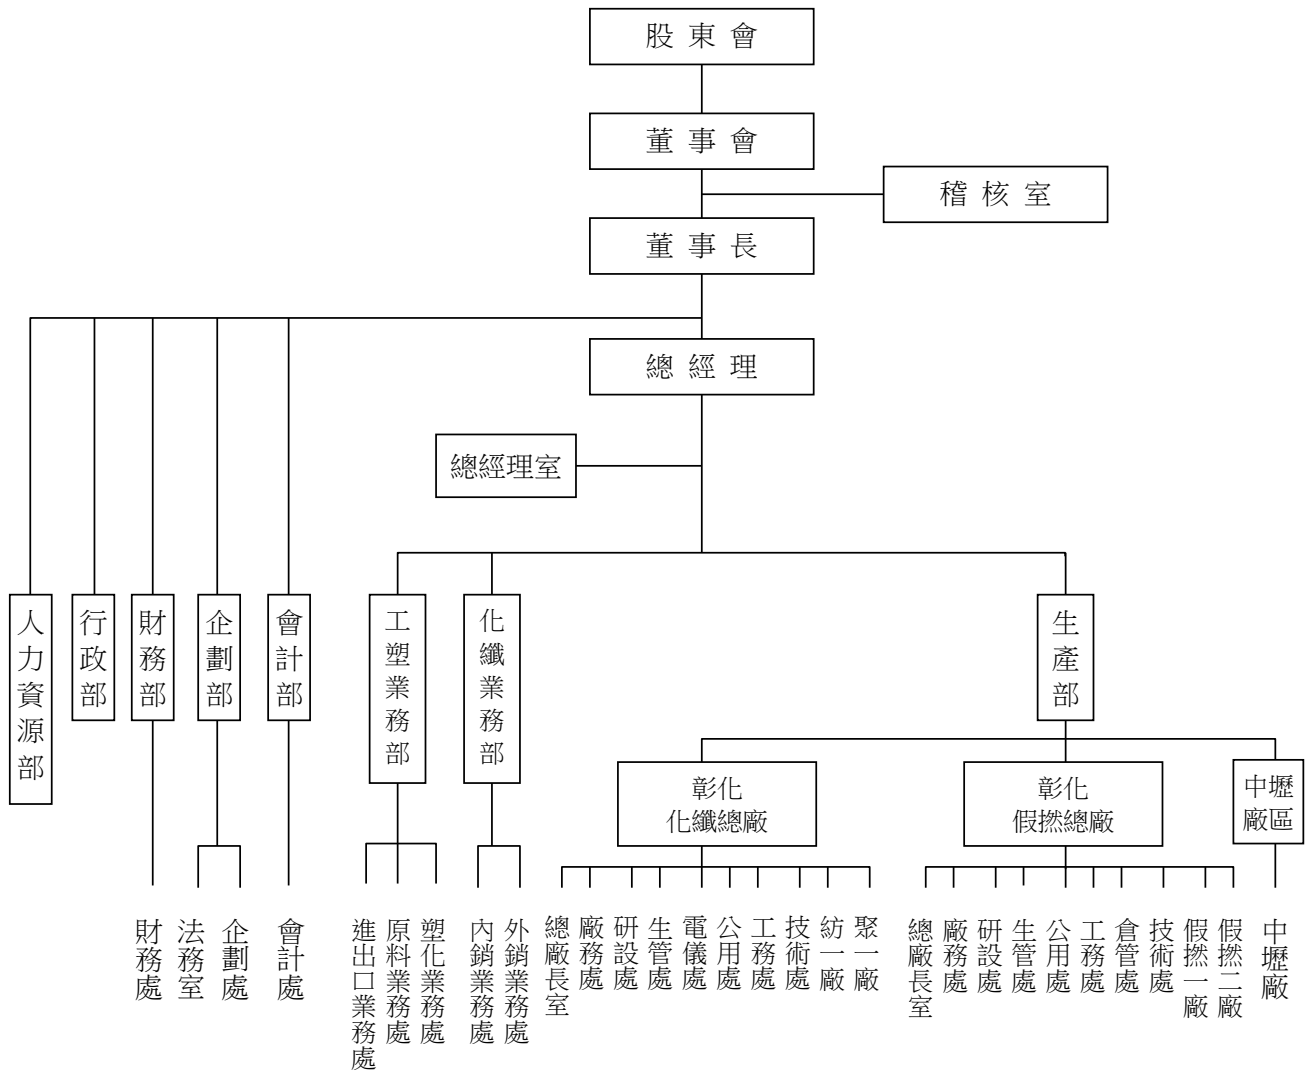 股東會
董事會
稽核室
董事長
總經理
總經理室
人力資源部
行政部
財務部
企劃部
會計部
工塑業務部
化纖業務部
生產部
彰化
化纖總廠
彰化
假撚總廠
中壢
廠區
財務處
法務室
企劃處
會計處
進出口業務處
原料業務處
塑化業務處
內銷業務處
外銷業務處
總廠長室
廠務處
研設處
生管處
電儀處
公用處
工務處
技術處
紡一廠
聚一廠
總廠長室
廠務處
研設處
生管處
公用處
工務處
倉管處
技術處
假撚一廠
假撚二廠
中壢廠